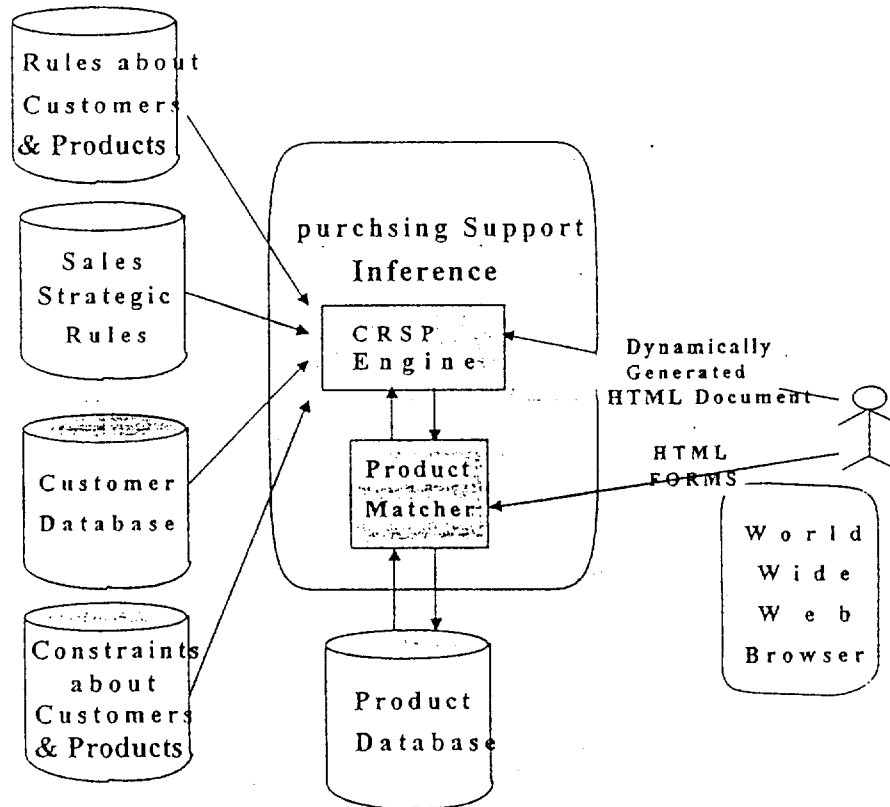 Rules about
Customers
& Products
Sales
Strategic
Rules
Customer
Database
Constraints
about
Customers
& Products
purchsing Support
Inference
CRSP
Engine
Product
Matcher
Product
Database
Dynamically
Generated
HTML Document
HTML
FORMS
World
Wide
Web
Browser